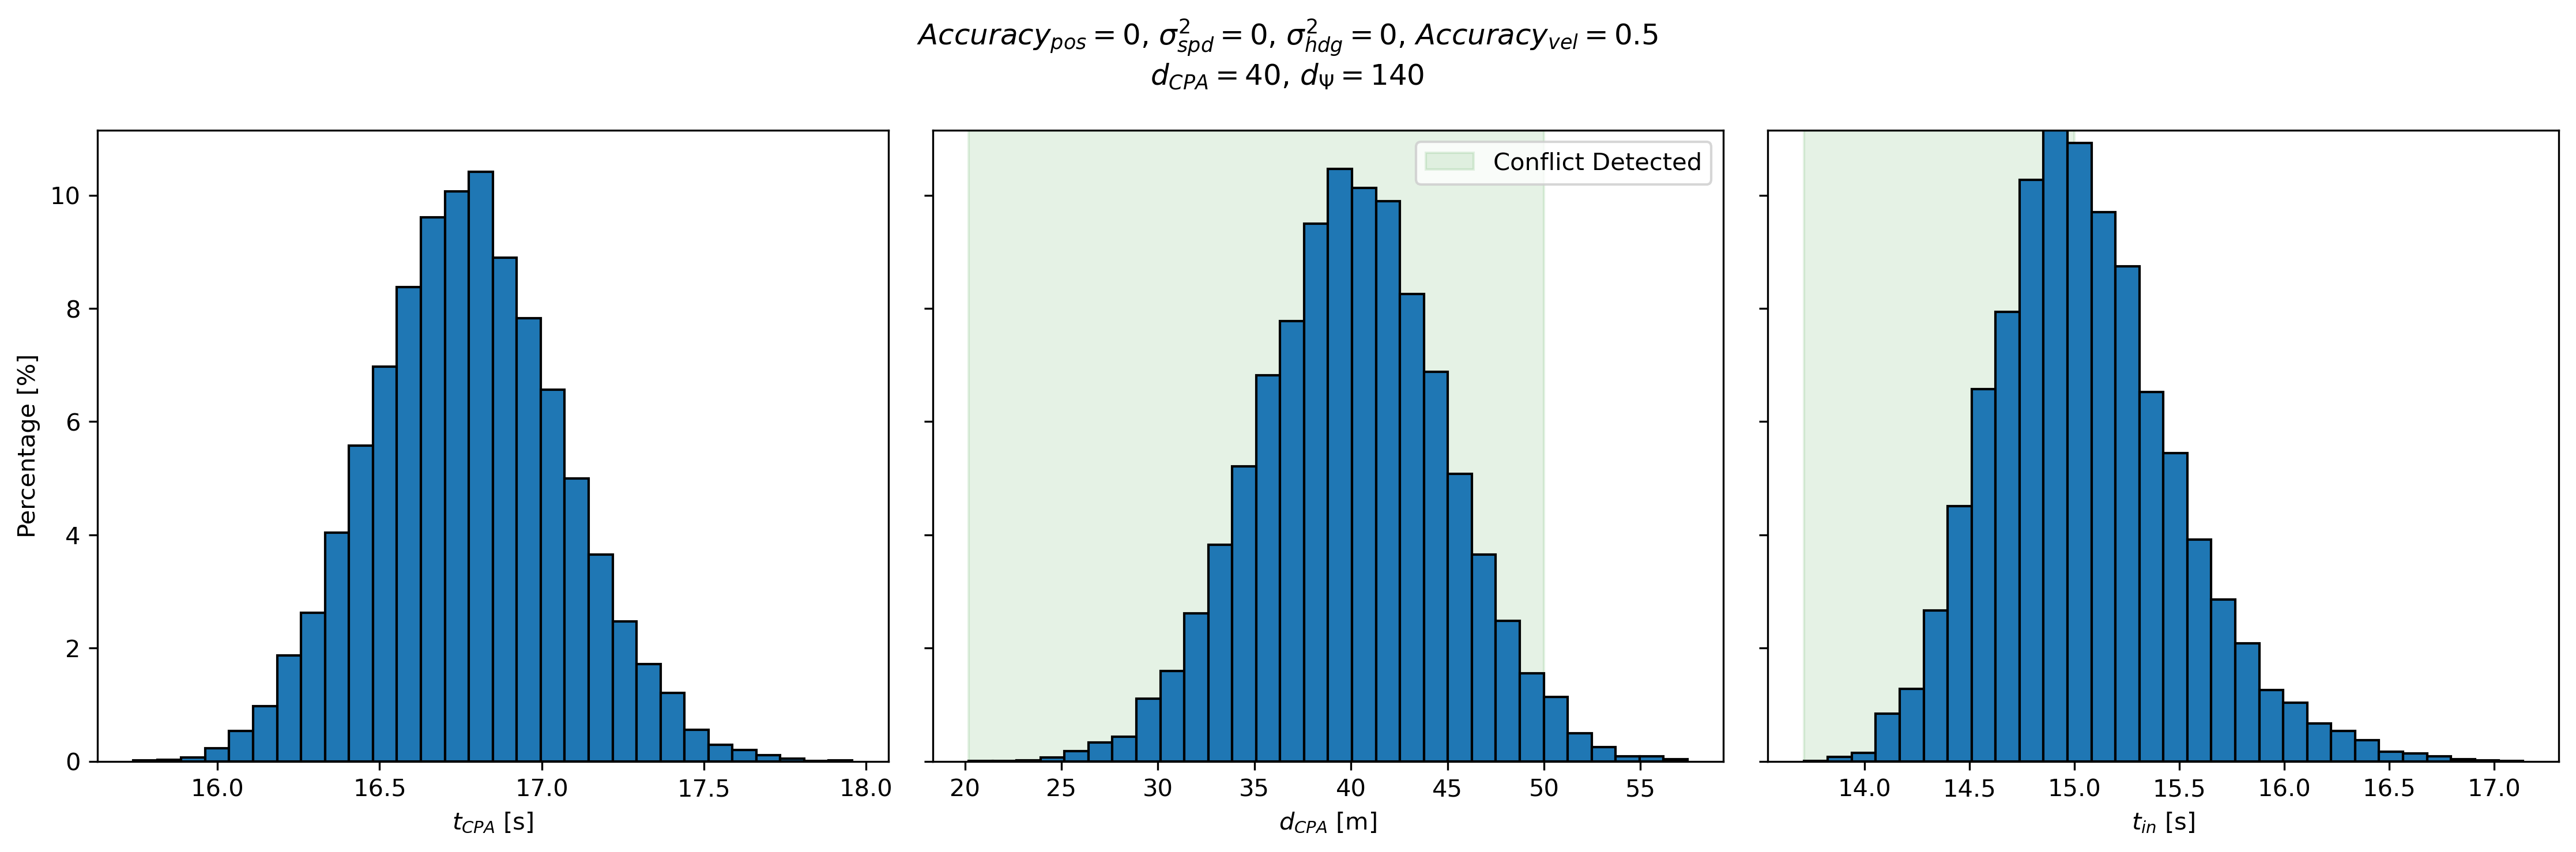 Accuracy_pos = 0, σ²_spd = 0, σ²_hdg = 0, Accuracy_vel = 0.5
d_CPA = 40, d_Ψ = 140
Percentage [%]
10
8
6
4
2
0
16.0 16.5 17.0 17.5 18.0
t_CPA [s]
Conflict Detected
20 25 30 35 40 45 50 55
d_CPA [m]
14.0 14.5 15.0 15.5 16.0 16.5 17.0
t_in [s]